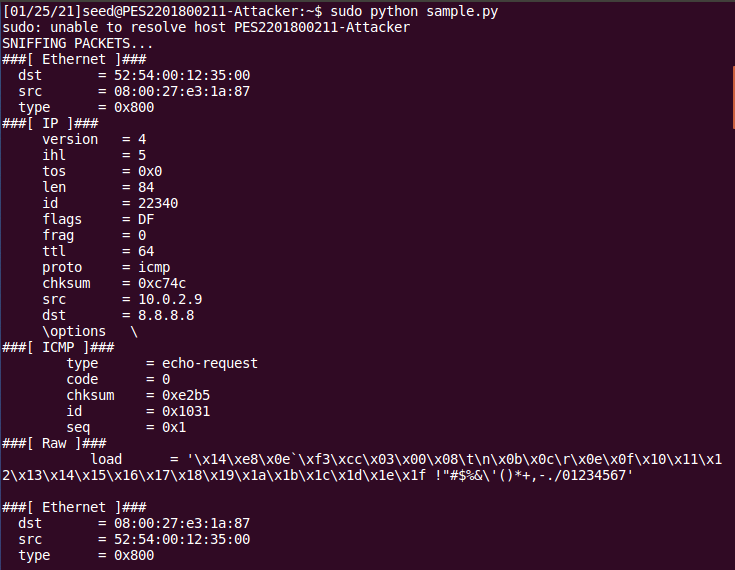 [01/25/21]seed@PES2201800211-Attacker:~$ sudo python sample.py
sudo: unable to resolve host PES2201800211-Attacker
SNIFFING PACKETS...
###[ Ethernet ]###
  dst       = 52:54:00:12:35:00
  src       = 08:00:27:e3:1a:87
  type      = 0x800
###[ IP ]###
     version   = 4
     ihl       = 5
     tos       = 0x0
     len       = 84
     id        = 22340
     flags     = DF
     frag      = 0
     ttl       = 64
     proto     = icmp
     chksum    = 0xc74c
     src       = 10.0.2.9
     dst       = 8.8.8.8
     \options   \
###[ ICMP ]###
        type      = echo-request
        code      = 0
        chksum    = 0xe2b5
        id        = 0x1031
        seq       = 0x1
###[ Raw ]###
           load      = '\x14\xe8\x0e`\xf3\xcc\x03\x00\x08\t\n\x0b\x0c\r\x0e\x0f\x10\x11\x1
2\x13\x14\x15\x16\x17\x18\x19\x1a\x1b\x1c\x1d\x1e\x1f !"#$%&\'()*+,-./01234567'

###[ Ethernet ]###
  dst       = 08:00:27:e3:1a:87
  src       = 52:54:00:12:35:00
  type      = 0x800